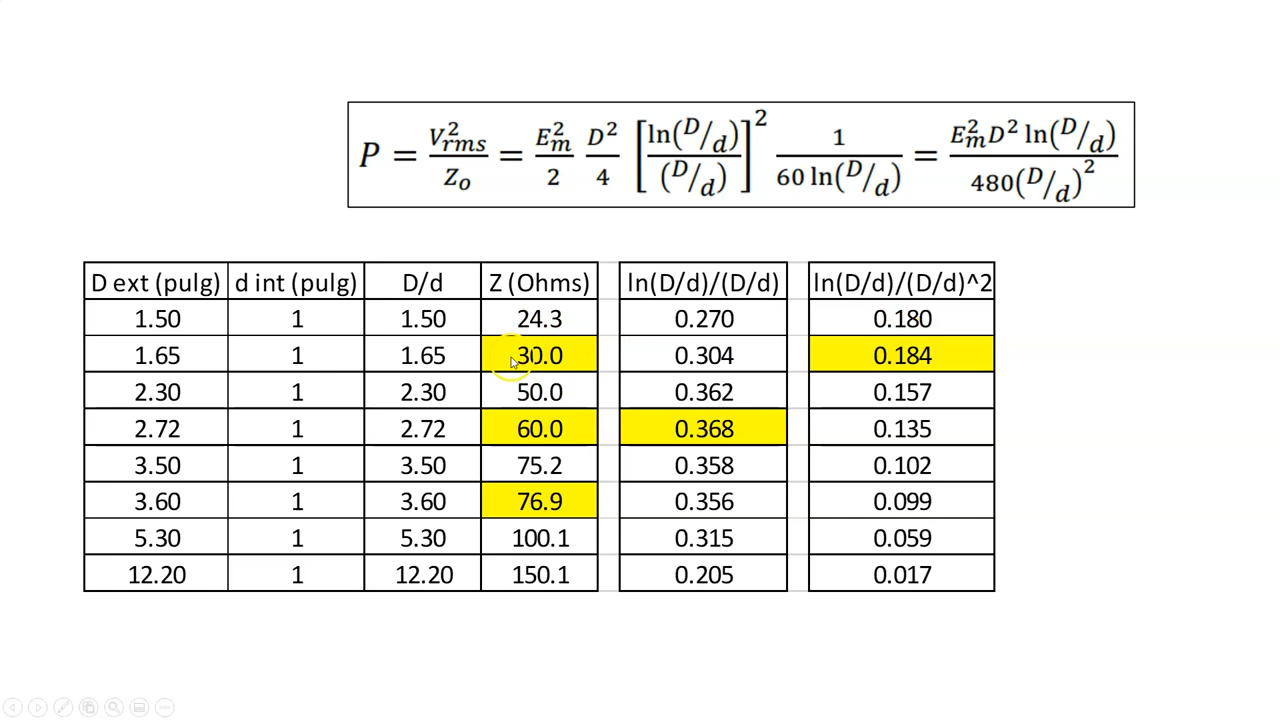 P = V²rms/Zo = E²m/2 D²/4 [ln(D/d)/(D/d)]² 1/60 ln(D/d) = E²mD² ln(D/d)/480(D/d)²
D ext (pulg) d int (pulg) D/d Z (Ohms) ln(D/d)/(D/d) ln(D/d)/(D/d)^2
1.50 1 1.50 24.3 0.270 0.180
1.65 1 1.65 30.0 0.304 0.184
2.30 1 2.30 50.0 0.362 0.157
2.72 1 2.72 60.0 0.368 0.135
3.50 1 3.50 75.2 0.358 0.102
3.60 1 3.60 76.9 0.356 0.099
5.30 1 5.30 100.1 0.315 0.059
12.20 1 12.20 150.1 0.205 0.017